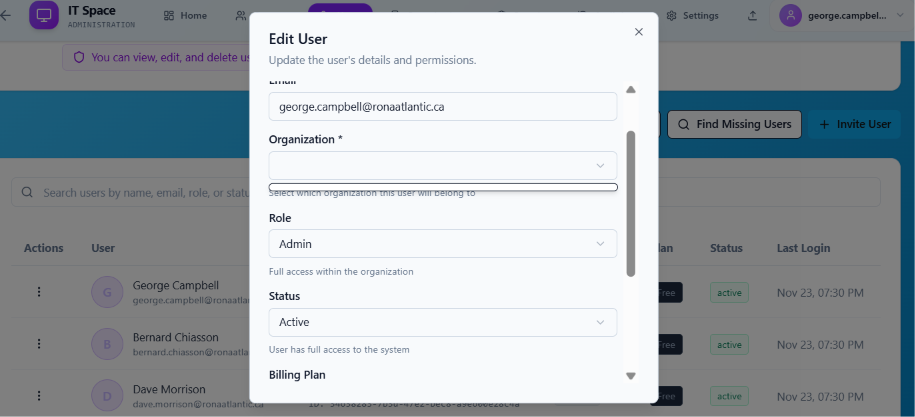 IT Space
ADMINISTRATION
Home
Settings
george.campbel...
You can view, edit, and delete us
Edit User
Update the user's details and permissions.
Email
george.campbell@ronaatlantic.ca
Find Missing Users
+ Invite User
Organization *
Select which organization this user will belong to
Search users by name, email, role, or statu
Role
Admin
Full access within the organization
Actions User Status Last Login
George Campbell
george.campbell@ronaatlan
Free active Nov 23, 07:30 PM
Status
Active
User has full access to the system
Bernard Chiasson
bernard.chiasson@ronaatla
Free active Nov 23, 07:30 PM
Billing Plan
Dave Morrison
dave.morrison@ronaatlantic.ca
Free active Nov 23, 07:30 PM
G
B
D